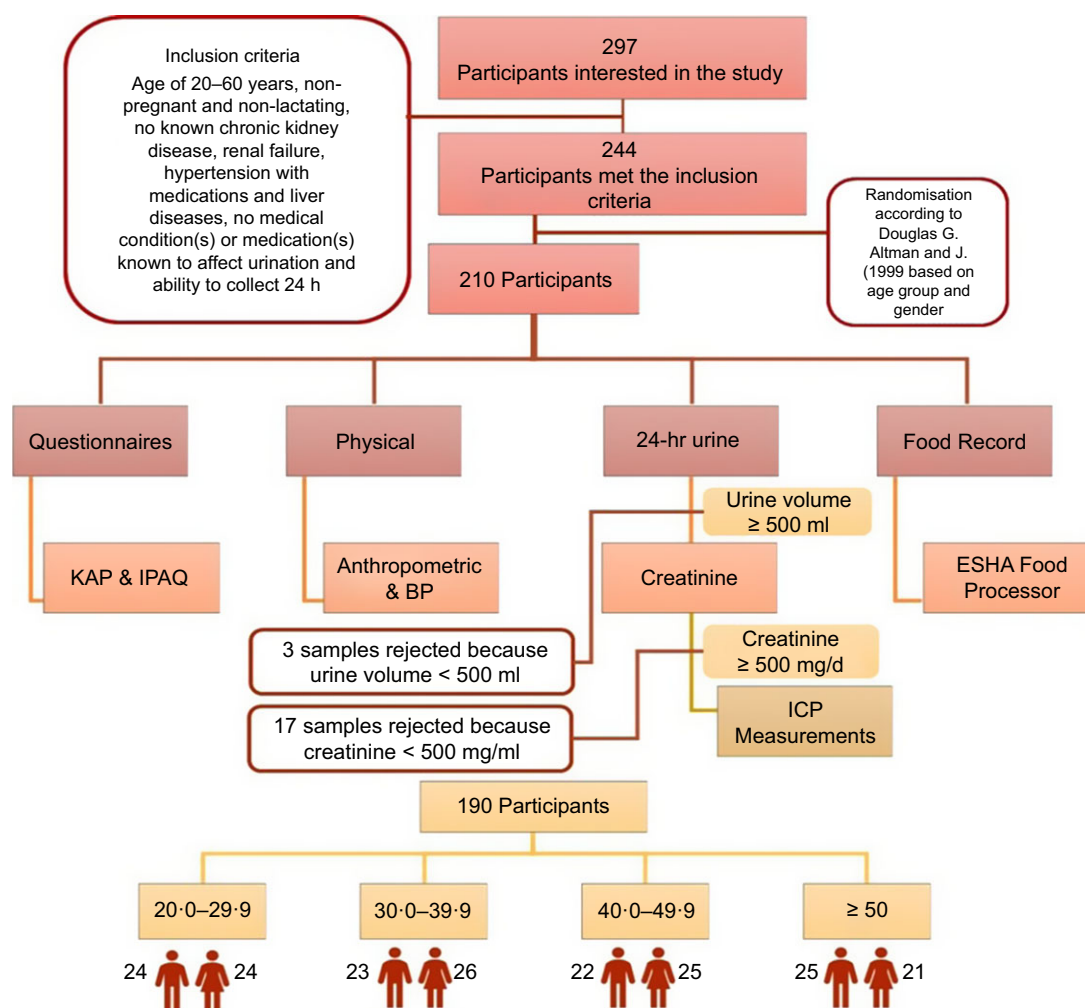 297
Participants interested in the study
Inclusion criteria
Age of 20–60 years, non-
pregnant and non-lactating,
no known chronic kidney
disease, renal failure,
hypertension with
medications and liver
diseases, no medical
condition(s) or medication(s)
known to affect urination and
ability to collect 24 h
244
Participants met the inclusion
criteria
Randomisation
according to
Douglas G.
Altman and J.
(1999 based on
age group and
gender
210 Participants
Questionnaires
Physical
24-hr urine
Food Record
Urine volume
≥ 500 ml
KAP & IPAQ
Anthropometric
& BP
Creatinine
ESHA Food
Processor
3 samples rejected because
urine volume < 500 ml
Creatinine
≥ 500 mg/d
17 samples rejected because
creatinine < 500 mg/ml
ICP
Measurements
190 Participants
20·0–29·9
30·0–39·9
40·0–49·9
≥ 50
24 24
23 26
22 25
25 21